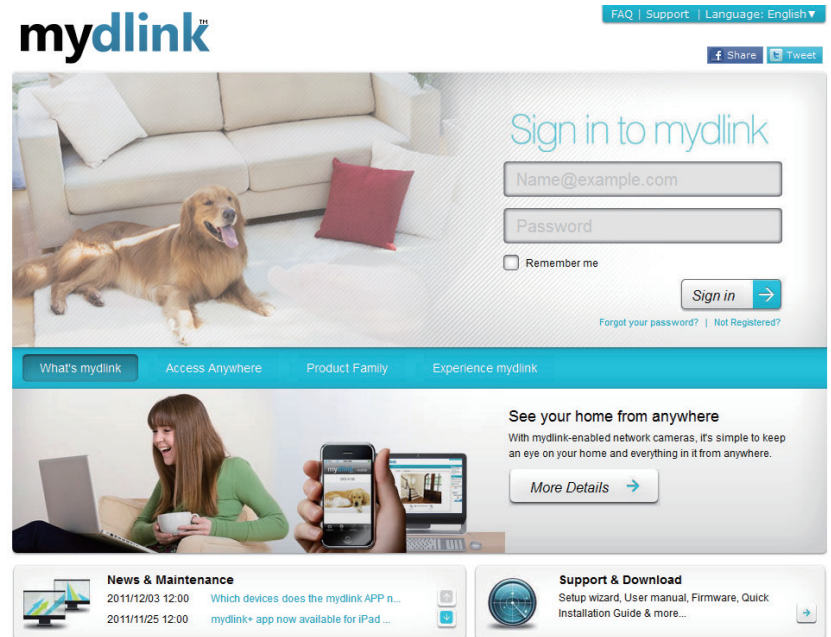 mydlink™
FAQ | Support | Language: English▼
f Share
t Tweet
Sign in to mydlink
Name@example.com
Password
Remember me
Sign in
Forgot your password? | Not Registered?
What's mydlink
Access Anywhere
Product Family
Experience mydlink
See your home from anywhere
With mydlink-enabled network cameras, it's simple to keep
an eye on your home and everything in it from anywhere.
More Details
News & Maintenance
2011/12/03 12:00 Which devices does the mydlink APP n...
2011/11/25 12:00 mydlink+ app now available for iPad ...
Support & Download
Setup wizard, User manual, Firmware, Quick
Installation Guide & more...